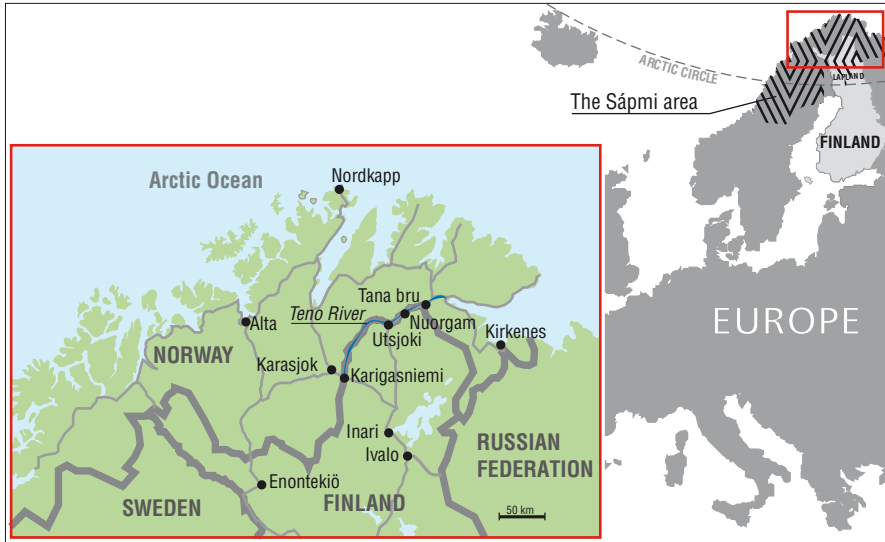 ARCTIC CIRCLE
LAPLAND
The Sápmi area
FINLAND
EUROPE
Arctic Ocean
Nordkapp
Tana bru
Teno River
Nuorgam
Alta
Utsjoki
Kirkenes
NORWAY
Karasjok
Karigasniemi
Inari
RUSSIAN
FEDERATION
Ivalo
Enontekiö
SWEDEN
FINLAND
50 km